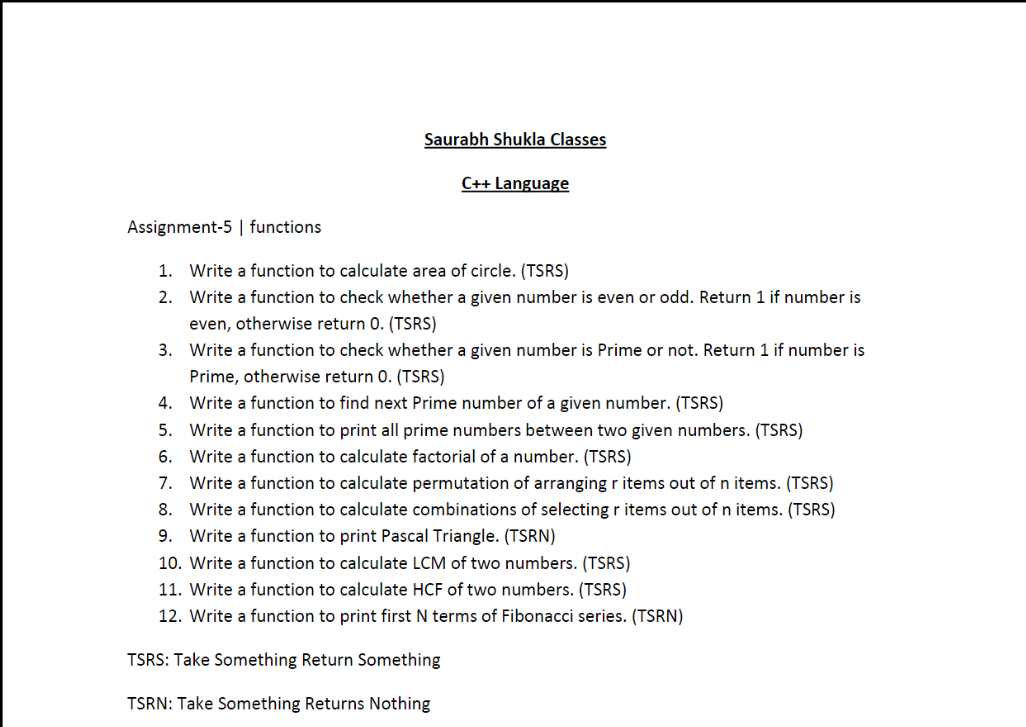 Saurabh Shukla Classes
C++ Language
Assignment-5 | functions
1. Write a function to calculate area of circle. (TSRS)
2. Write a function to check whether a given number is even or odd. Return 1 if number is
even, otherwise return 0. (TSRS)
3. Write a function to check whether a given number is Prime or not. Return 1 if number is
Prime, otherwise return 0. (TSRS)
4. Write a function to find next Prime number of a given number. (TSRS)
5. Write a function to print all prime numbers between two given numbers. (TSRS)
6. Write a function to calculate factorial of a number. (TSRS)
7. Write a function to calculate permutation of arranging r items out of n items. (TSRS)
8. Write a function to calculate combinations of selecting r items out of n items. (TSRS)
9. Write a function to print Pascal Triangle. (TSRN)
10. Write a function to calculate LCM of two numbers. (TSRS)
11. Write a function to calculate HCF of two numbers. (TSRS)
12. Write a function to print first N terms of Fibonacci series. (TSRN)
TSRS: Take Something Return Something
TSRN: Take Something Returns Nothing